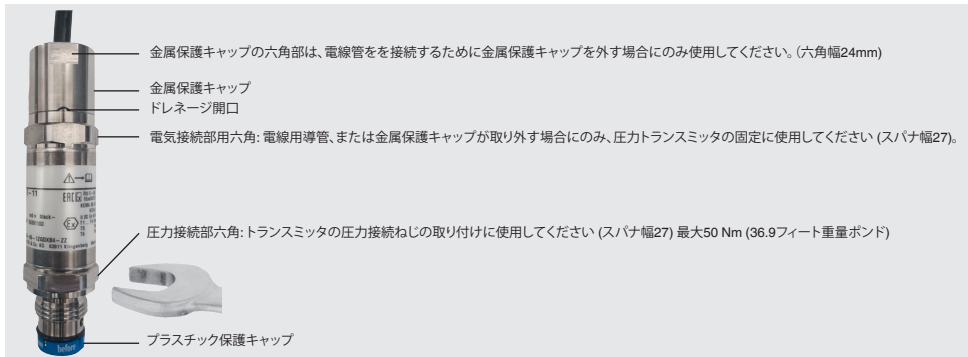 金属保護キャップの六角部は、電線管をを接続するために金属保護キャップを外す場合にのみ使用してください。(六角幅24mm)
金属保護キャップ
ドレネージ開口
電気接続部用六角: 電線用導管、または金属保護キャップが取り外す場合にのみ、圧力トランスミッタの固定に使用してください (スパナ幅27)。
圧力接続部六角: トランスミッタの圧力接続ねじの取り付けに使用してください (スパナ幅27) 最大50 Nm (36.9フィート重量ポンド)
プラスチック保護キャップ
before